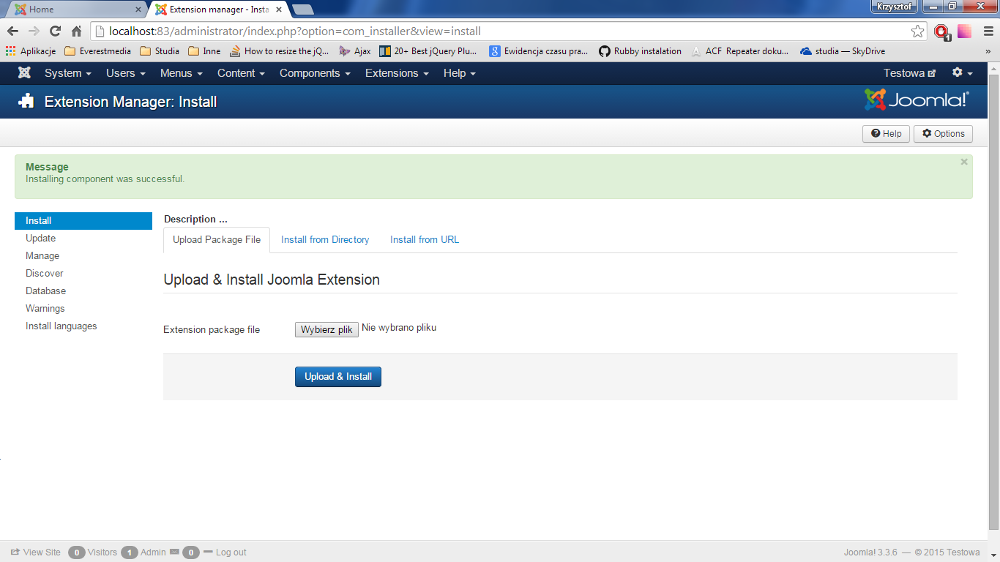 Home
Extension manager - Insta
Krzysztof
localhost:83/administrator/index.php?option=com_installer&view=install
1
Aplikacje Everestmedia Studia Inne How to resize the jQ... Ajax 20+ Best jQuery Plu... Ewidencja czasu pra... Rubby instalation ACF Repeater doku... studia — SkyDrive »
System Users Menus Content Components Extensions Help Testowa
Extension Manager: Install Joomla!®
Help Options
Message
Installing component was successful.
Install
Update
Manage
Discover
Database
Warnings
Install languages
Description ...
Upload Package File Install from Directory Install from URL
Upload & Install Joomla Extension
Extension package file Wybierz plik Nie wybrano pliku
Upload & Install
View Site 0 Visitors 1 Admin 0 Log out Joomla! 3.3.6 — © 2015 Testowa